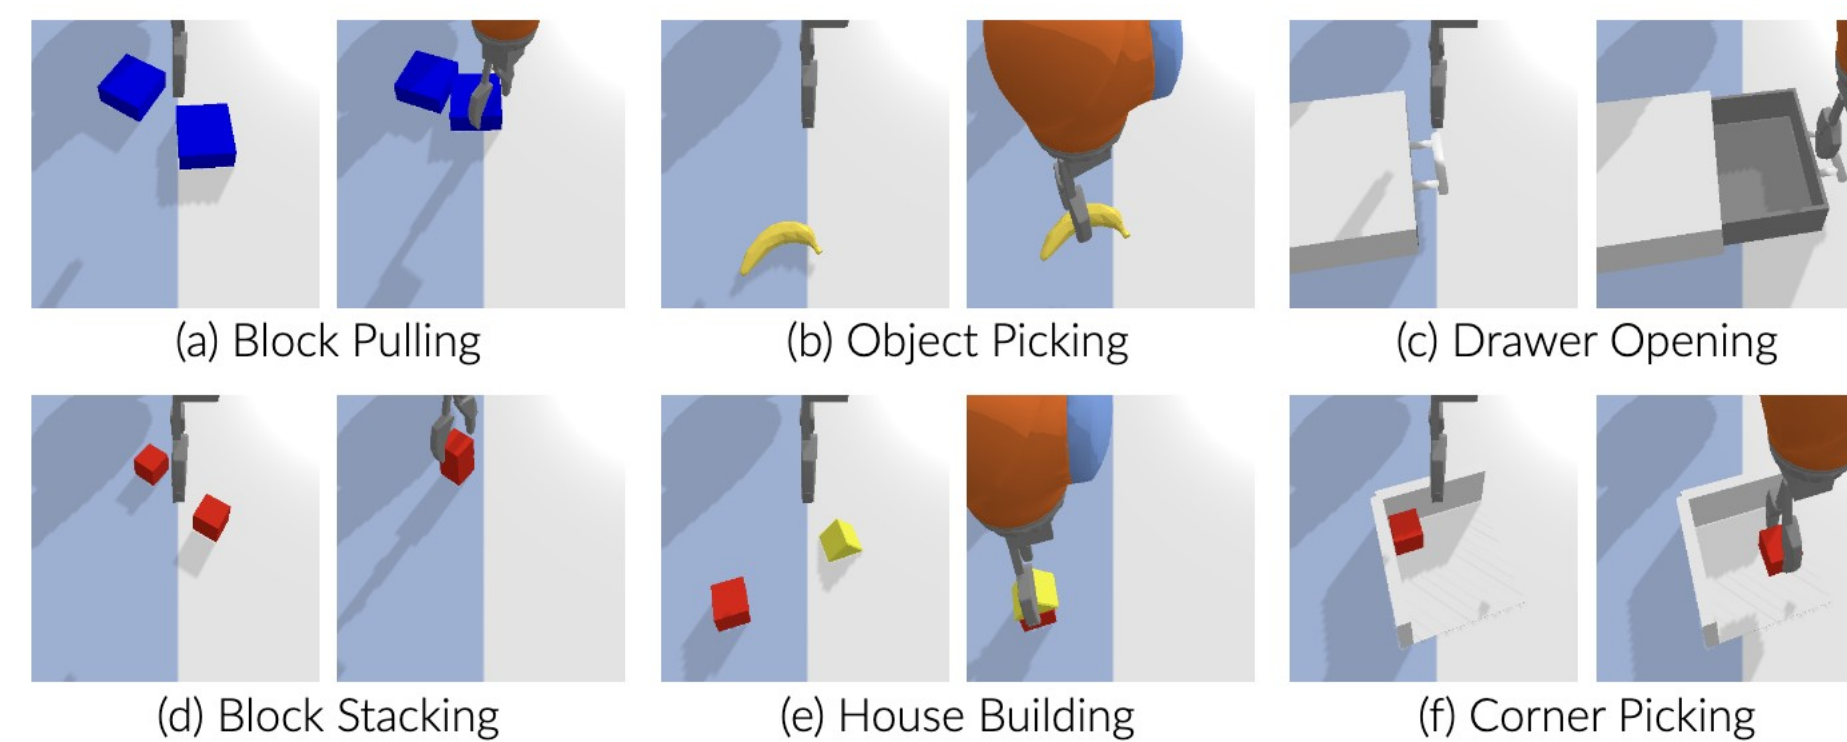 (a) Block Pulling
(b) Object Picking
(c) Drawer Opening
(d) Block Stacking
(e) House Building
(f) Corner Picking